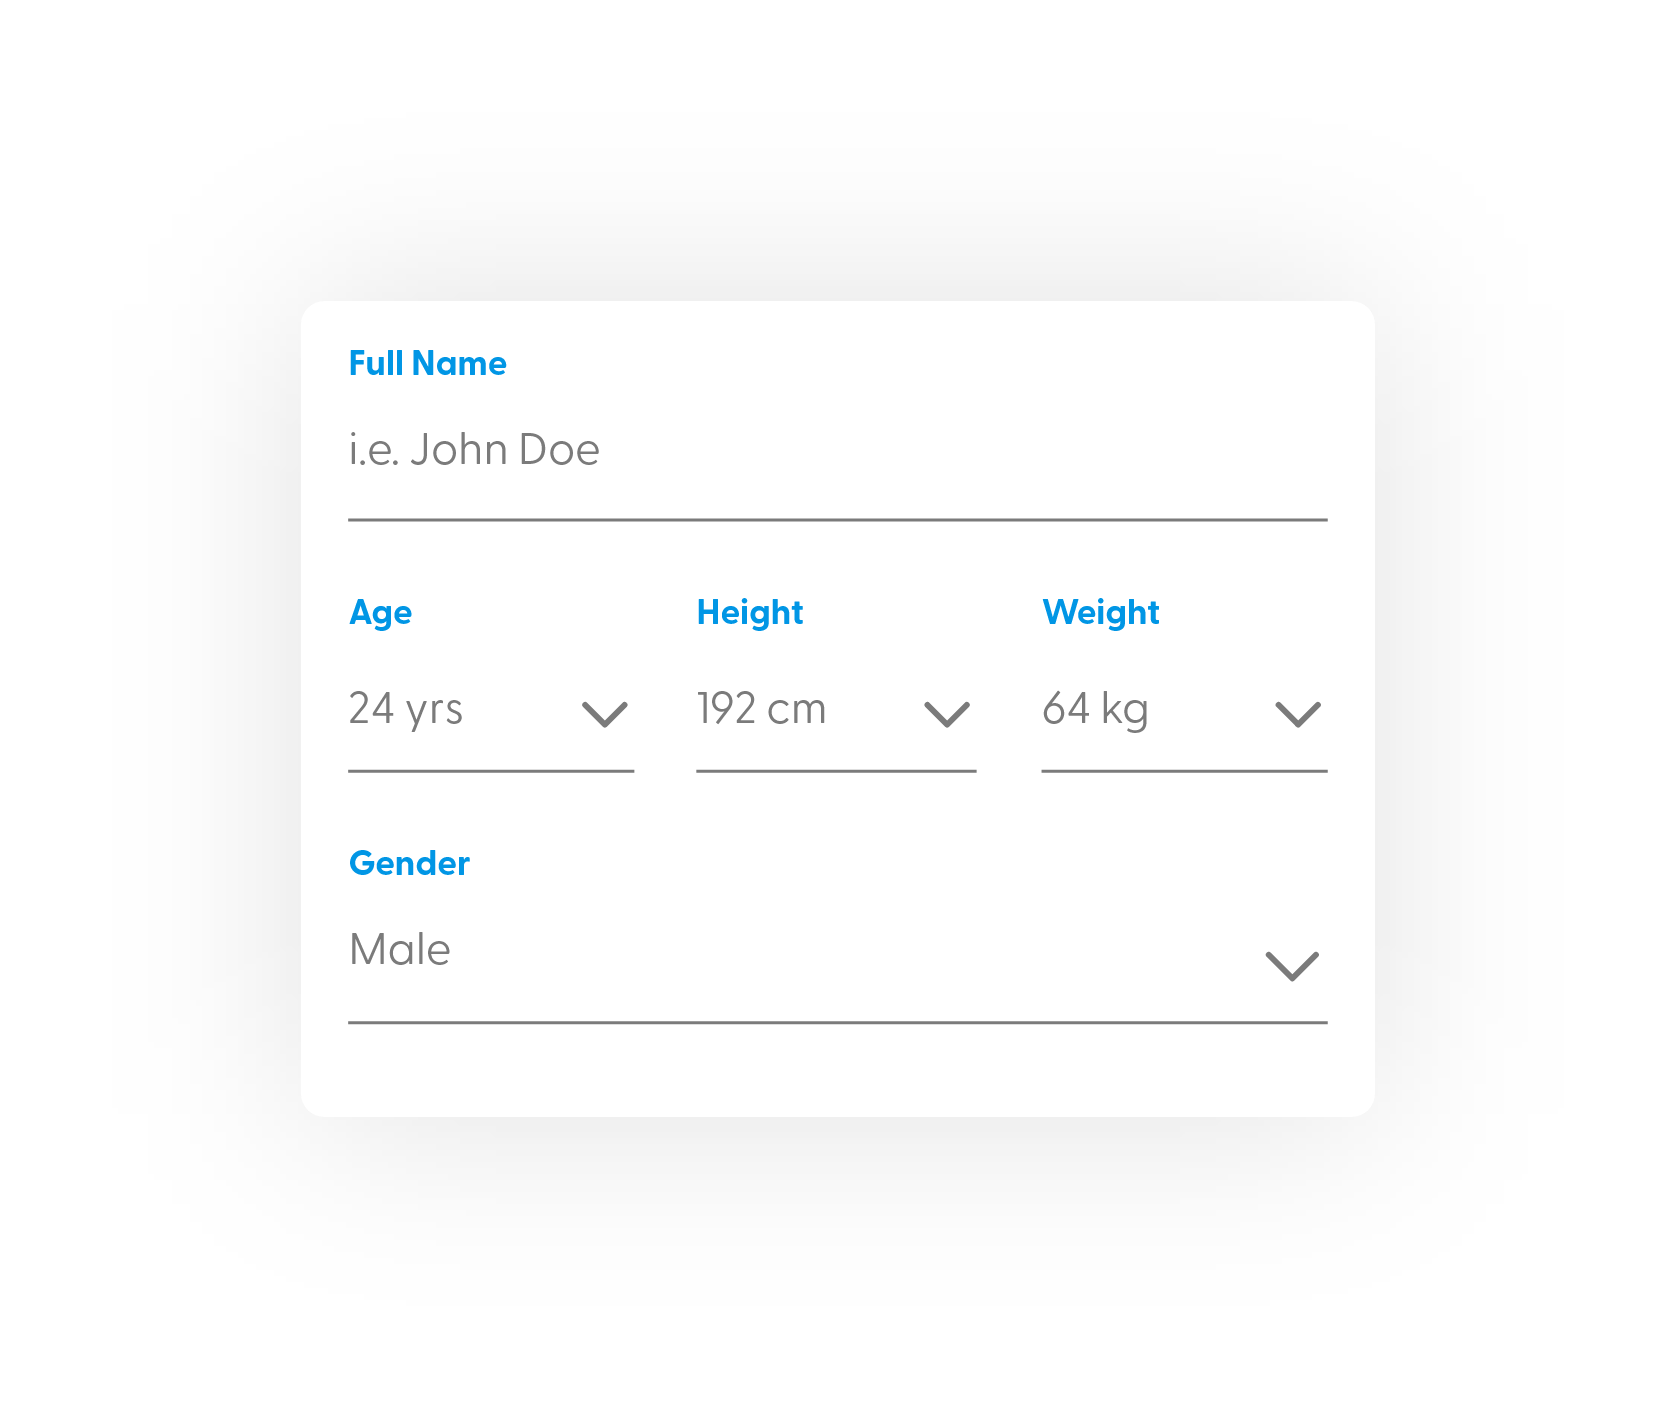 Full Name
i.e. John Doe
Age Height Weight
24 yrs 192 cm 64 kg
Gender
Male